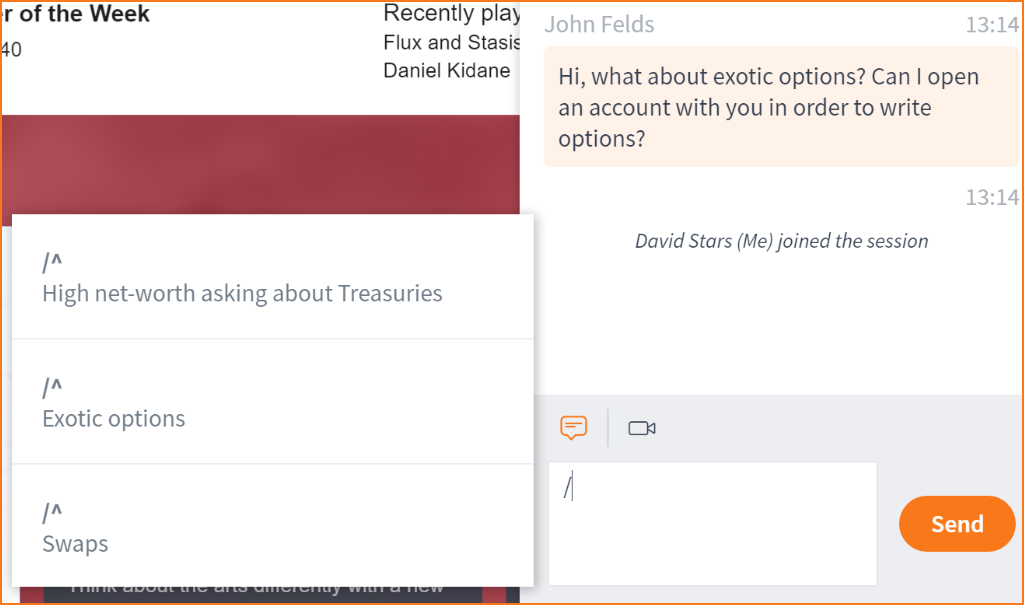 r of the Week
40
Recently play
Flux and Stasis
Daniel Kidane
John Felds
13:14
Hi, what about exotic options? Can I open
an account with you in order to write
options?
13:14
David Stars (Me) joined the session
/^
High net-worth asking about Treasuries
/^
Exotic options
/^
Swaps
/
Send
Think about the arts differently with a new